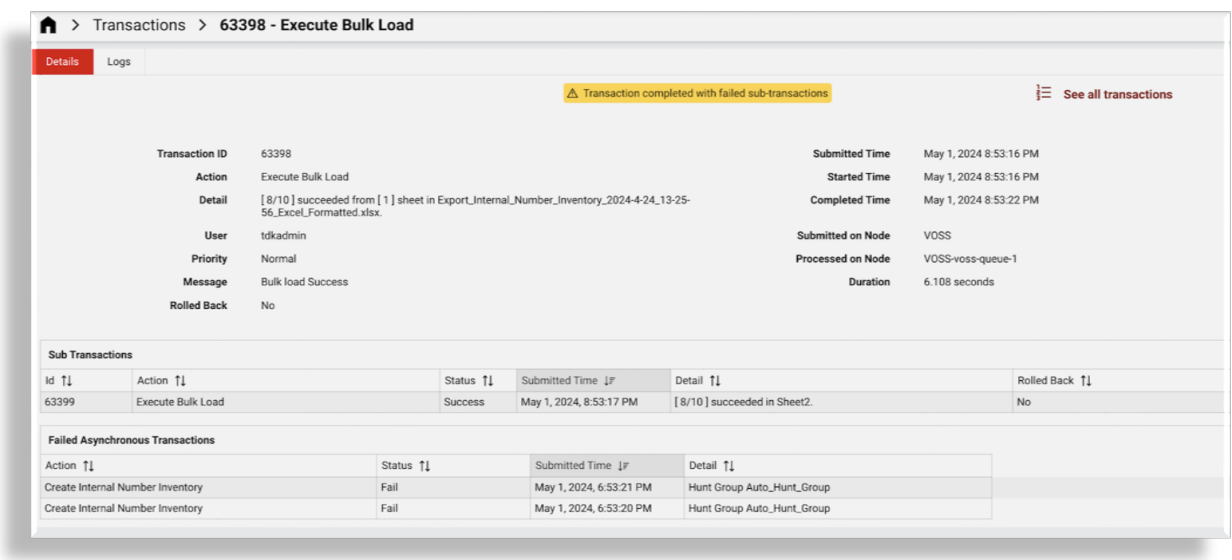 > Transactions > 63398 - Execute Bulk Load
Details Logs
Transaction completed with failed sub-transactions
See all transactions
Transaction ID 63398 Submitted Time May 1, 2024 8:53:16 PM
Action Execute Bulk Load Started Time May 1, 2024 8:53:16 PM
Detail [ 8/10 ] succeeded from [ 1 ] sheet in Export_Internal_Number_Inventory_2024-4-24_13-25- Completed Time May 1, 2024 8:53:22 PM
56_Excel_Formatted.xlsx.
User tdkadmin Submitted on Node VOSS
Priority Normal Processed on Node VOSS-voss-queue-1
Message Bulk load Success Duration 6.108 seconds
Rolled Back No
Sub Transactions
Id Action Status Submitted Time Detail Rolled Back
63399 Execute Bulk Load Success May 1, 2024, 8:53:17 PM [ 8/10 ] succeeded in Sheet2. No
Failed Asynchronous Transactions
Action Status Submitted Time Detail
Create Internal Number Inventory Fail May 1, 2024, 6:53:21 PM Hunt Group Auto_Hunt_Group
Create Internal Number Inventory Fail May 1, 2024, 6:53:20 PM Hunt Group Auto_Hunt_Group